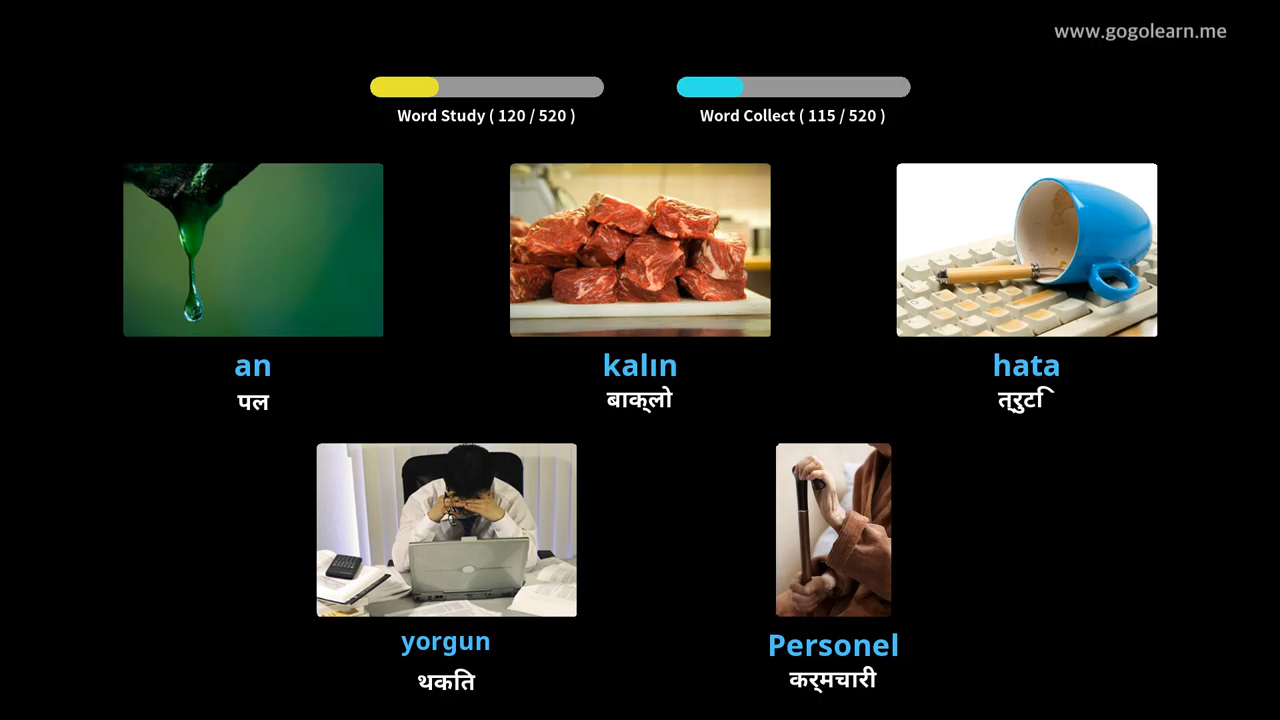 www.gogolearn.me
Word Study ( 120 / 520 )
Word Collect ( 115 / 520 )
an
kalın
hata
पल
बाक्लो
त्रुटि
yorgun
Personel
थकित
कर्मचारी